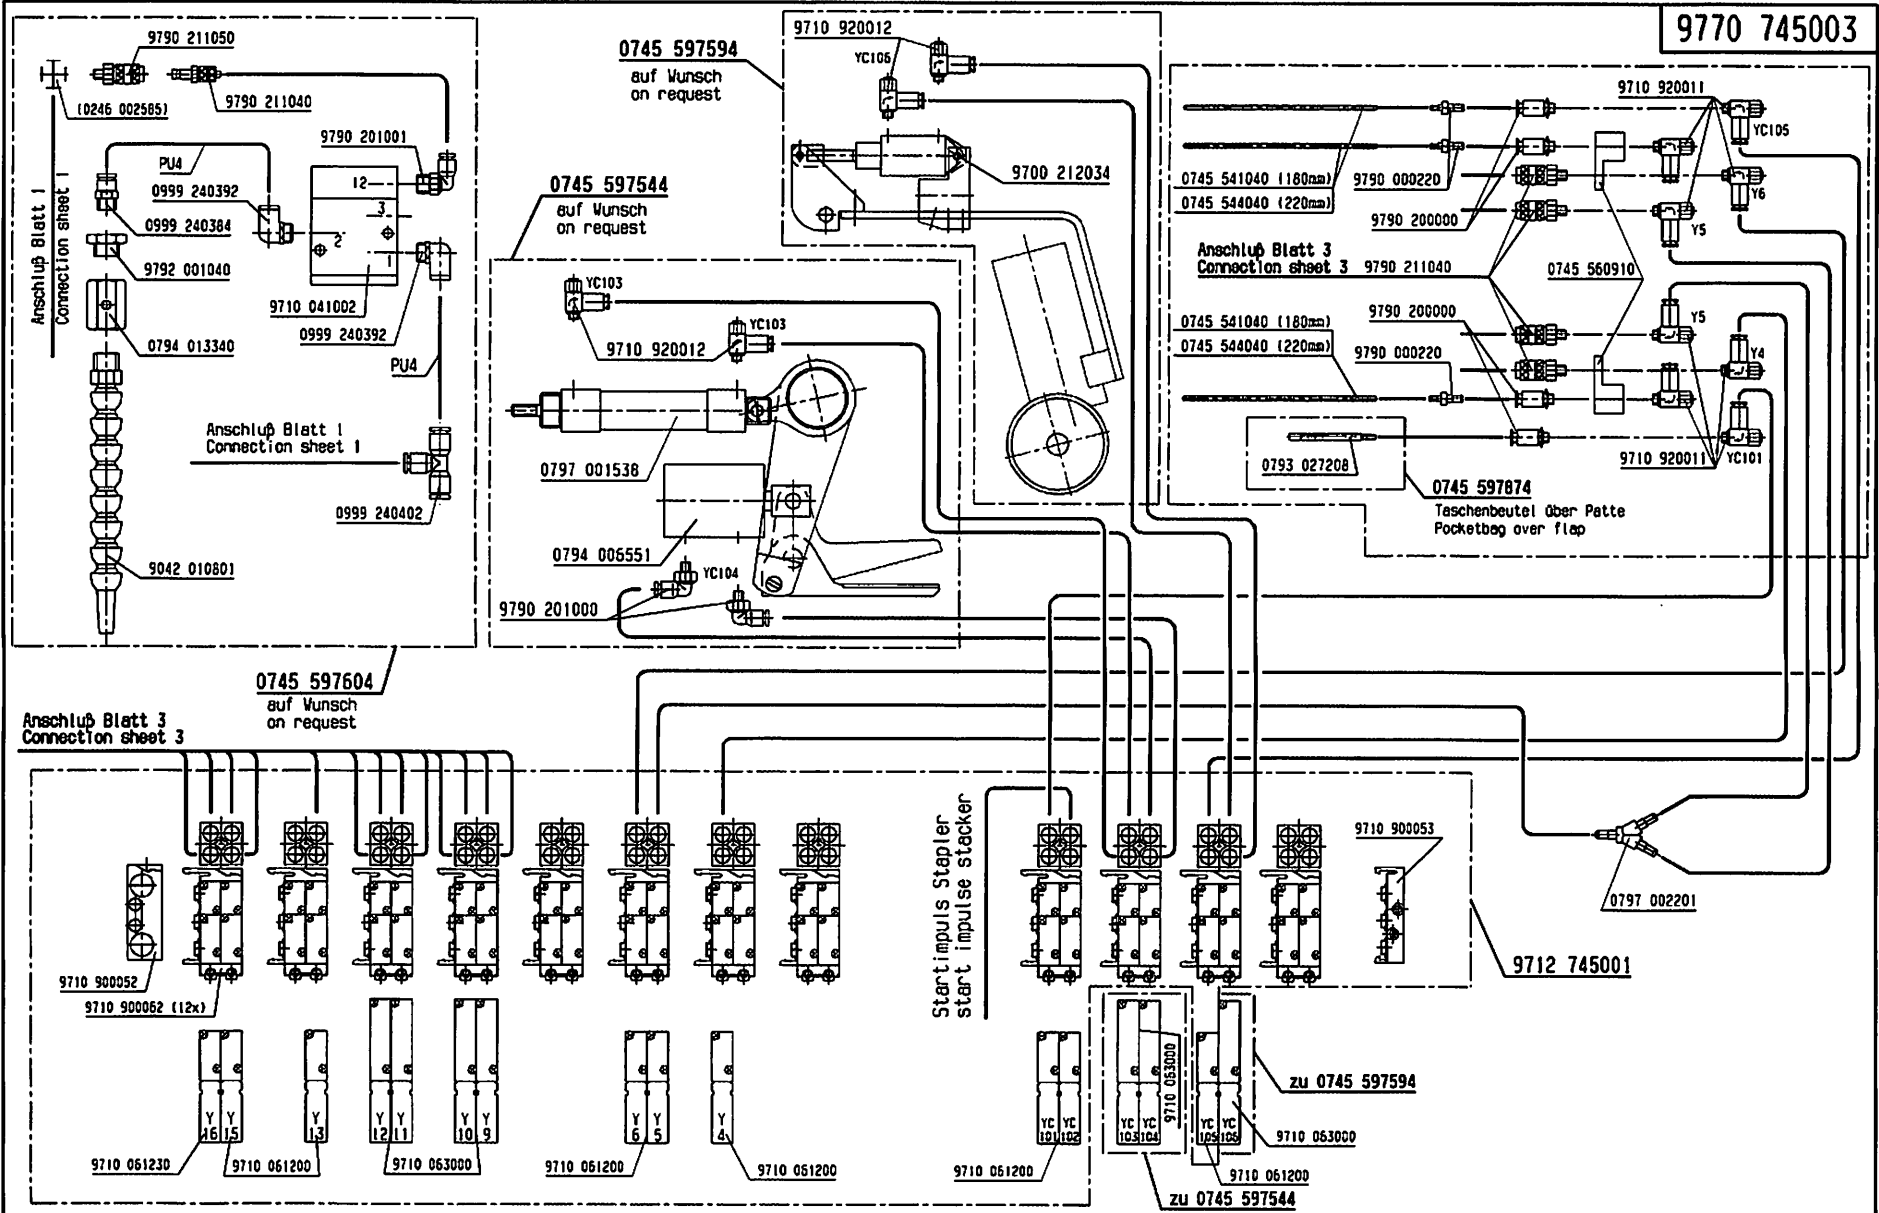 9770 745003
9790 211050
(0246 002585)
9790 211040
9790 201001
PU4
0999 240392
0999 240384
9792 001040
12
3
2
1
9710 041002
0999 240392
0794 013340
PU4
Anschluß Blatt 1
Connection sheet 1
Anschluß Blatt 1
Connection sheet 1
0999 240402
9042 010801
0745 597604
auf Wunsch
on request
0745 597594
auf Wunsch
on request
9710 920012
YC106
9700 212034
0745 597544
auf Wunsch
on request
YC103
YC103
9710 920012
0797 001538
0794 006551
YC104
9790 201000
9710 920011
YC105
0745 541040 (180mm)
0745 544040 (220mm)
9790 000220
9790 200000
Y6
Y5
Anschluß Blatt 3
Connection sheet 3
9790 211040
0745 560910
0745 541040 (180mm)
0745 544040 (220mm)
9790 200000
9790 000220
Y5
Y4
0793 027208
9710 920011
YC101
0745 597874
Taschenbeutel über Patte
Pocketbag over flap
Anschluß Blatt 3
Connection sheet 3
Startimpuls Stapler
start impulse stacker
9710 900053
0797 002201
9712 745001
9710 900052
9710 900062 (12x)
Y 16
Y 15
Y 13
Y 12
Y 11
Y 10
Y 9
Y 6
Y 5
Y 4
YC 101
YC 102
YC 103
YC 104
9710 063000
YC 105
YC 106
zu 0745 597594
9710 063000
9710 061230
9710 061200
9710 063000
9710 061200
9710 061200
9710 061200
9710 061200
zu 0745 597544